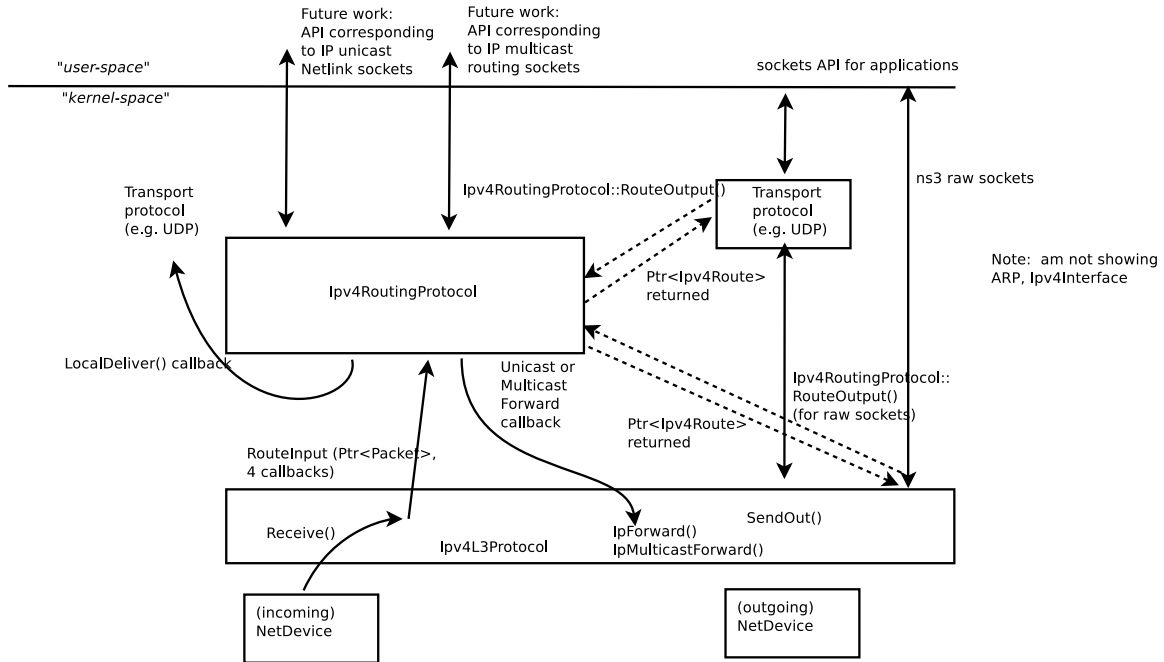 Future work:
API corresponding
to IP unicast
Netlink sockets
Future work:
API corresponding
to IP multicast
routing sockets
"user-space"
sockets API for applications
"kernel-space"
Transport
protocol
(e.g. UDP)
Ipv4RoutingProtocol::RouteOutput()
Transport
protocol
(e.g. UDP)
ns3 raw sockets
Note:  am not showing
ARP, Ipv4Interface
Ipv4RoutingProtocol
Ptr<Ipv4Route>
returned
LocalDeliver() callback
Unicast or
Multicast
Forward
callback
Ipv4RoutingProtocol::
RouteOutput()
(for raw sockets)
Ptr<Ipv4Route>
returned
RouteInput (Ptr<Packet>,
4 callbacks)
Receive()
Ipv4L3Protocol
IpForward()
IpMulticastForward()
SendOut()
(incoming)
NetDevice
(outgoing)
NetDevice